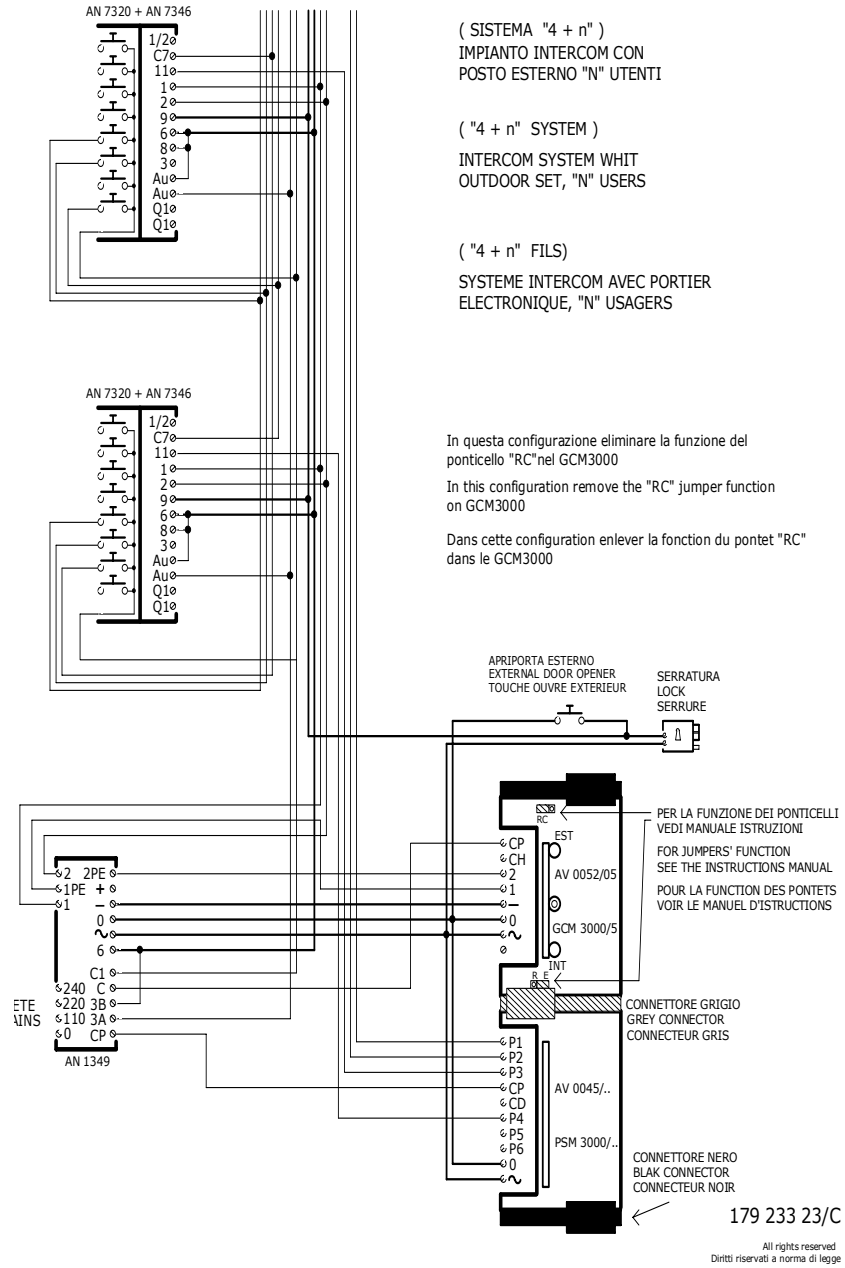 AN 7320 + AN 7346
1/2
C7
11
1
2
9
6
8
3
Au
Au
Q1
Q1
( SISTEMA "4 + n" )
IMPIANTO INTERCOM CON
POSTO ESTERNO "N" UTENTI
( "4 + n" SYSTEM )
INTERCOM SYSTEM WHIT
OUTDOOR SET, "N" USERS
( "4 + n" FILS)
SYSTEME INTERCOM AVEC PORTIER
ELECTRONIQUE, "N" USAGERS
AN 7320 + AN 7346
1/2
C7
11
1
2
9
6
8
3
Au
Au
Q1
Q1
In questa configurazione eliminare la funzione del
ponticello "RC"nel GCM3000
In this configuration remove the "RC" jumper function
on GCM3000
Dans cette configuration enlever la fonction du pontet "RC"
dans le GCM3000
APRIPORTA ESTERNO
EXTERNAL DOOR OPENER
TOUCHE OUVRE EXTERIEUR
SERRATURA
LOCK
SERRURE
2 2PE
1PE +
1 –
0
~
6
C1
240 C
220 3B
110 3A
0 CP
ETE
AINS
AN 1349
RC
EST
CP
CH
2
1
–
0
~
AV 0052/05
GCM 3000/5
INT
R E
PER LA FUNZIONE DEI PONTICELLI
VEDI MANUALE ISTRUZIONI
FOR JUMPERS' FUNCTION
SEE THE INSTRUCTIONS MANUAL
POUR LA FUNCTION DES PONTETS
VOIR LE MANUEL D'ISTRUCTIONS
CONNETTORE GRIGIO
GREY CONNECTOR
CONNECTEUR GRIS
P1
P2
P3
CP
CD
P4
P5
P6
0
~
AV 0045/..
PSM 3000/..
CONNETTORE NERO
BLAK CONNECTOR
CONNECTEUR NOIR
179 233 23/C
All rights reserved
Diritti riservati a norma di legge